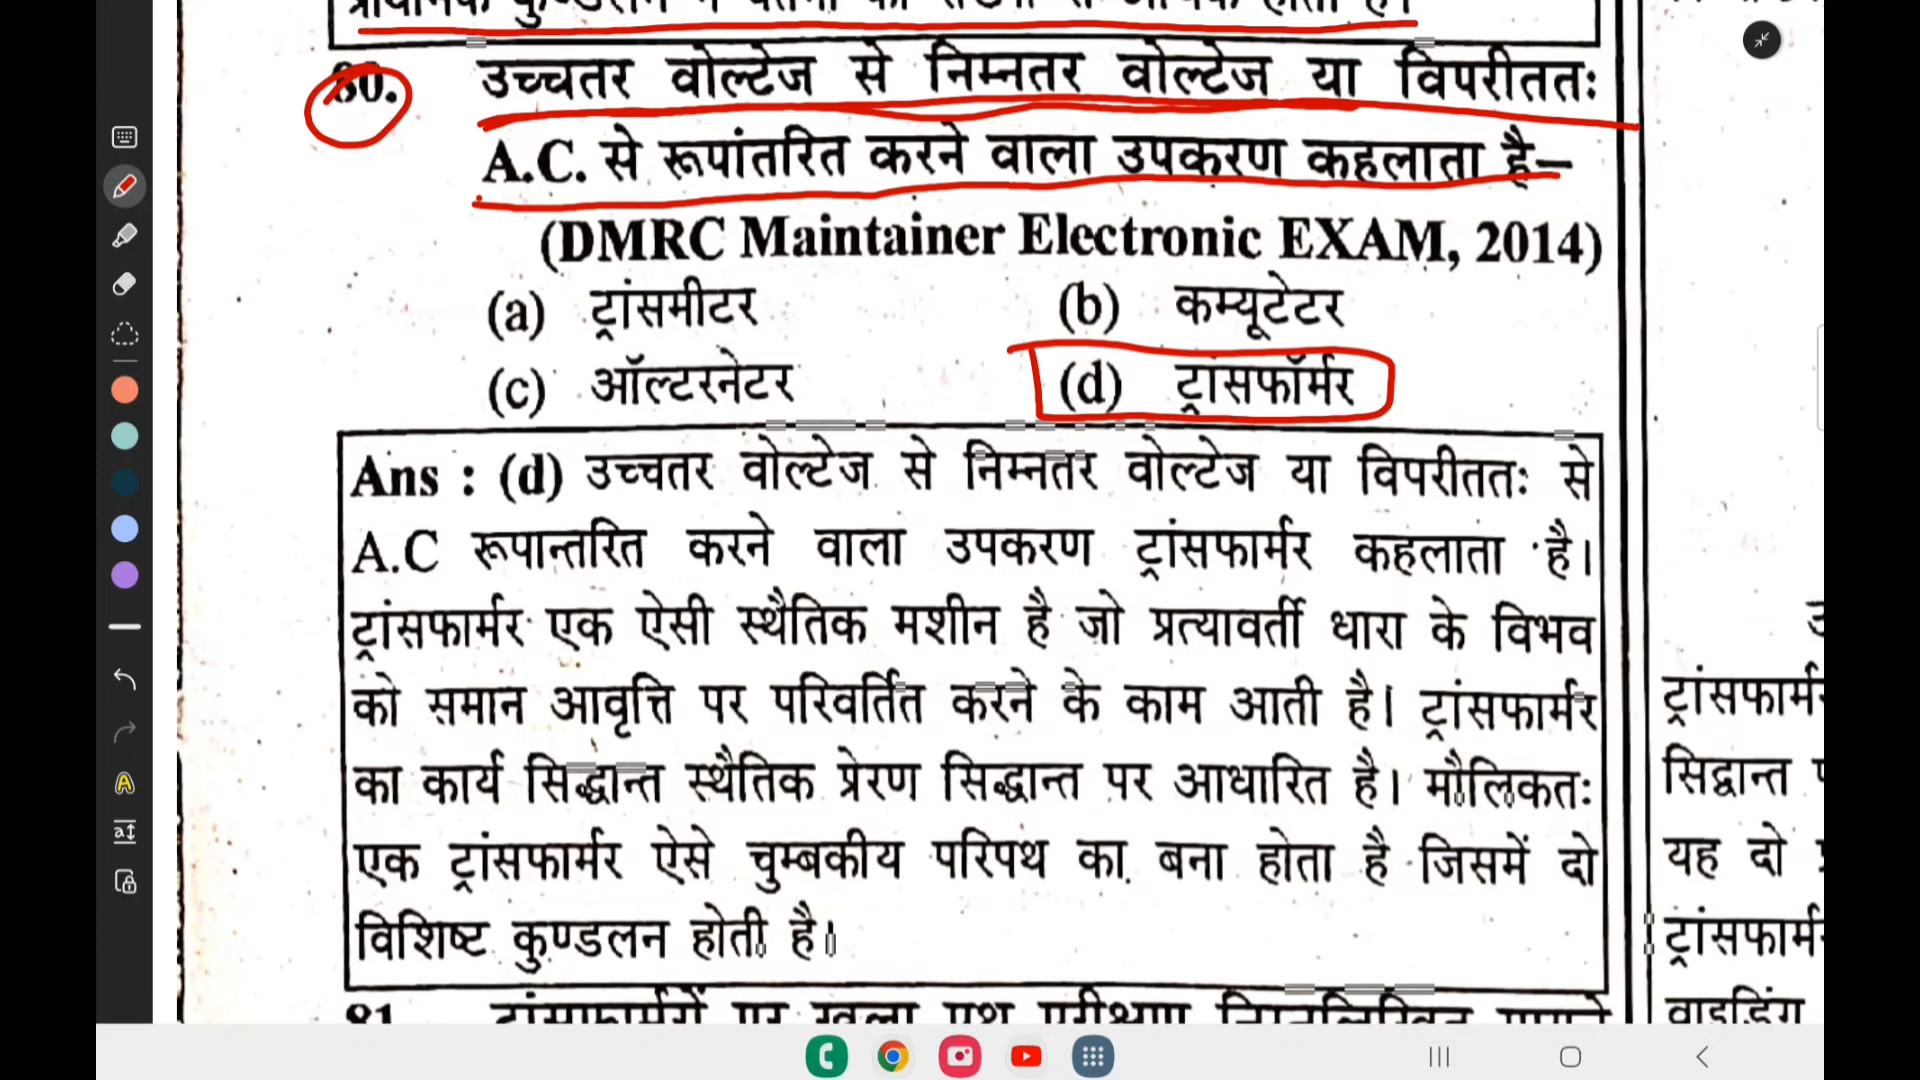 80. उच्चतर वोल्टेज से निम्नतर वोल्टेज या विपरीततः
A.C. से रूपांतरित करने वाला उपकरण कहलाता है–
(DMRC Maintainer Electronic EXAM, 2014)
(a) ट्रांसमीटर (b) कम्यूटेटर
(c) ऑल्टरनेटर (d) ट्रांसफॉर्मर
Ans : (d) उच्चतर वोल्टेज से निम्नतर वोल्टेज या विपरीततः से
A.C रूपान्तरित करने वाला उपकरण ट्रांसफार्मर कहलाता है।
ट्रांसफार्मर एक ऐसी स्थैतिक मशीन है जो प्रत्यावर्ती धारा के विभव
को समान आवृत्ति पर परिवर्तित करने के काम आती है। ट्रांसफार्मर
का कार्य सिद्धान्त स्थैतिक प्रेरण सिद्धान्त पर आधारित है। मौलिकतः
एक ट्रांसफार्मर ऐसे चुम्बकीय परिपथ का बना होता है जिसमें दो
विशिष्ट कुण्डलन होती है।
81.
सिद्वान्त
यह दो
वाइडिंग